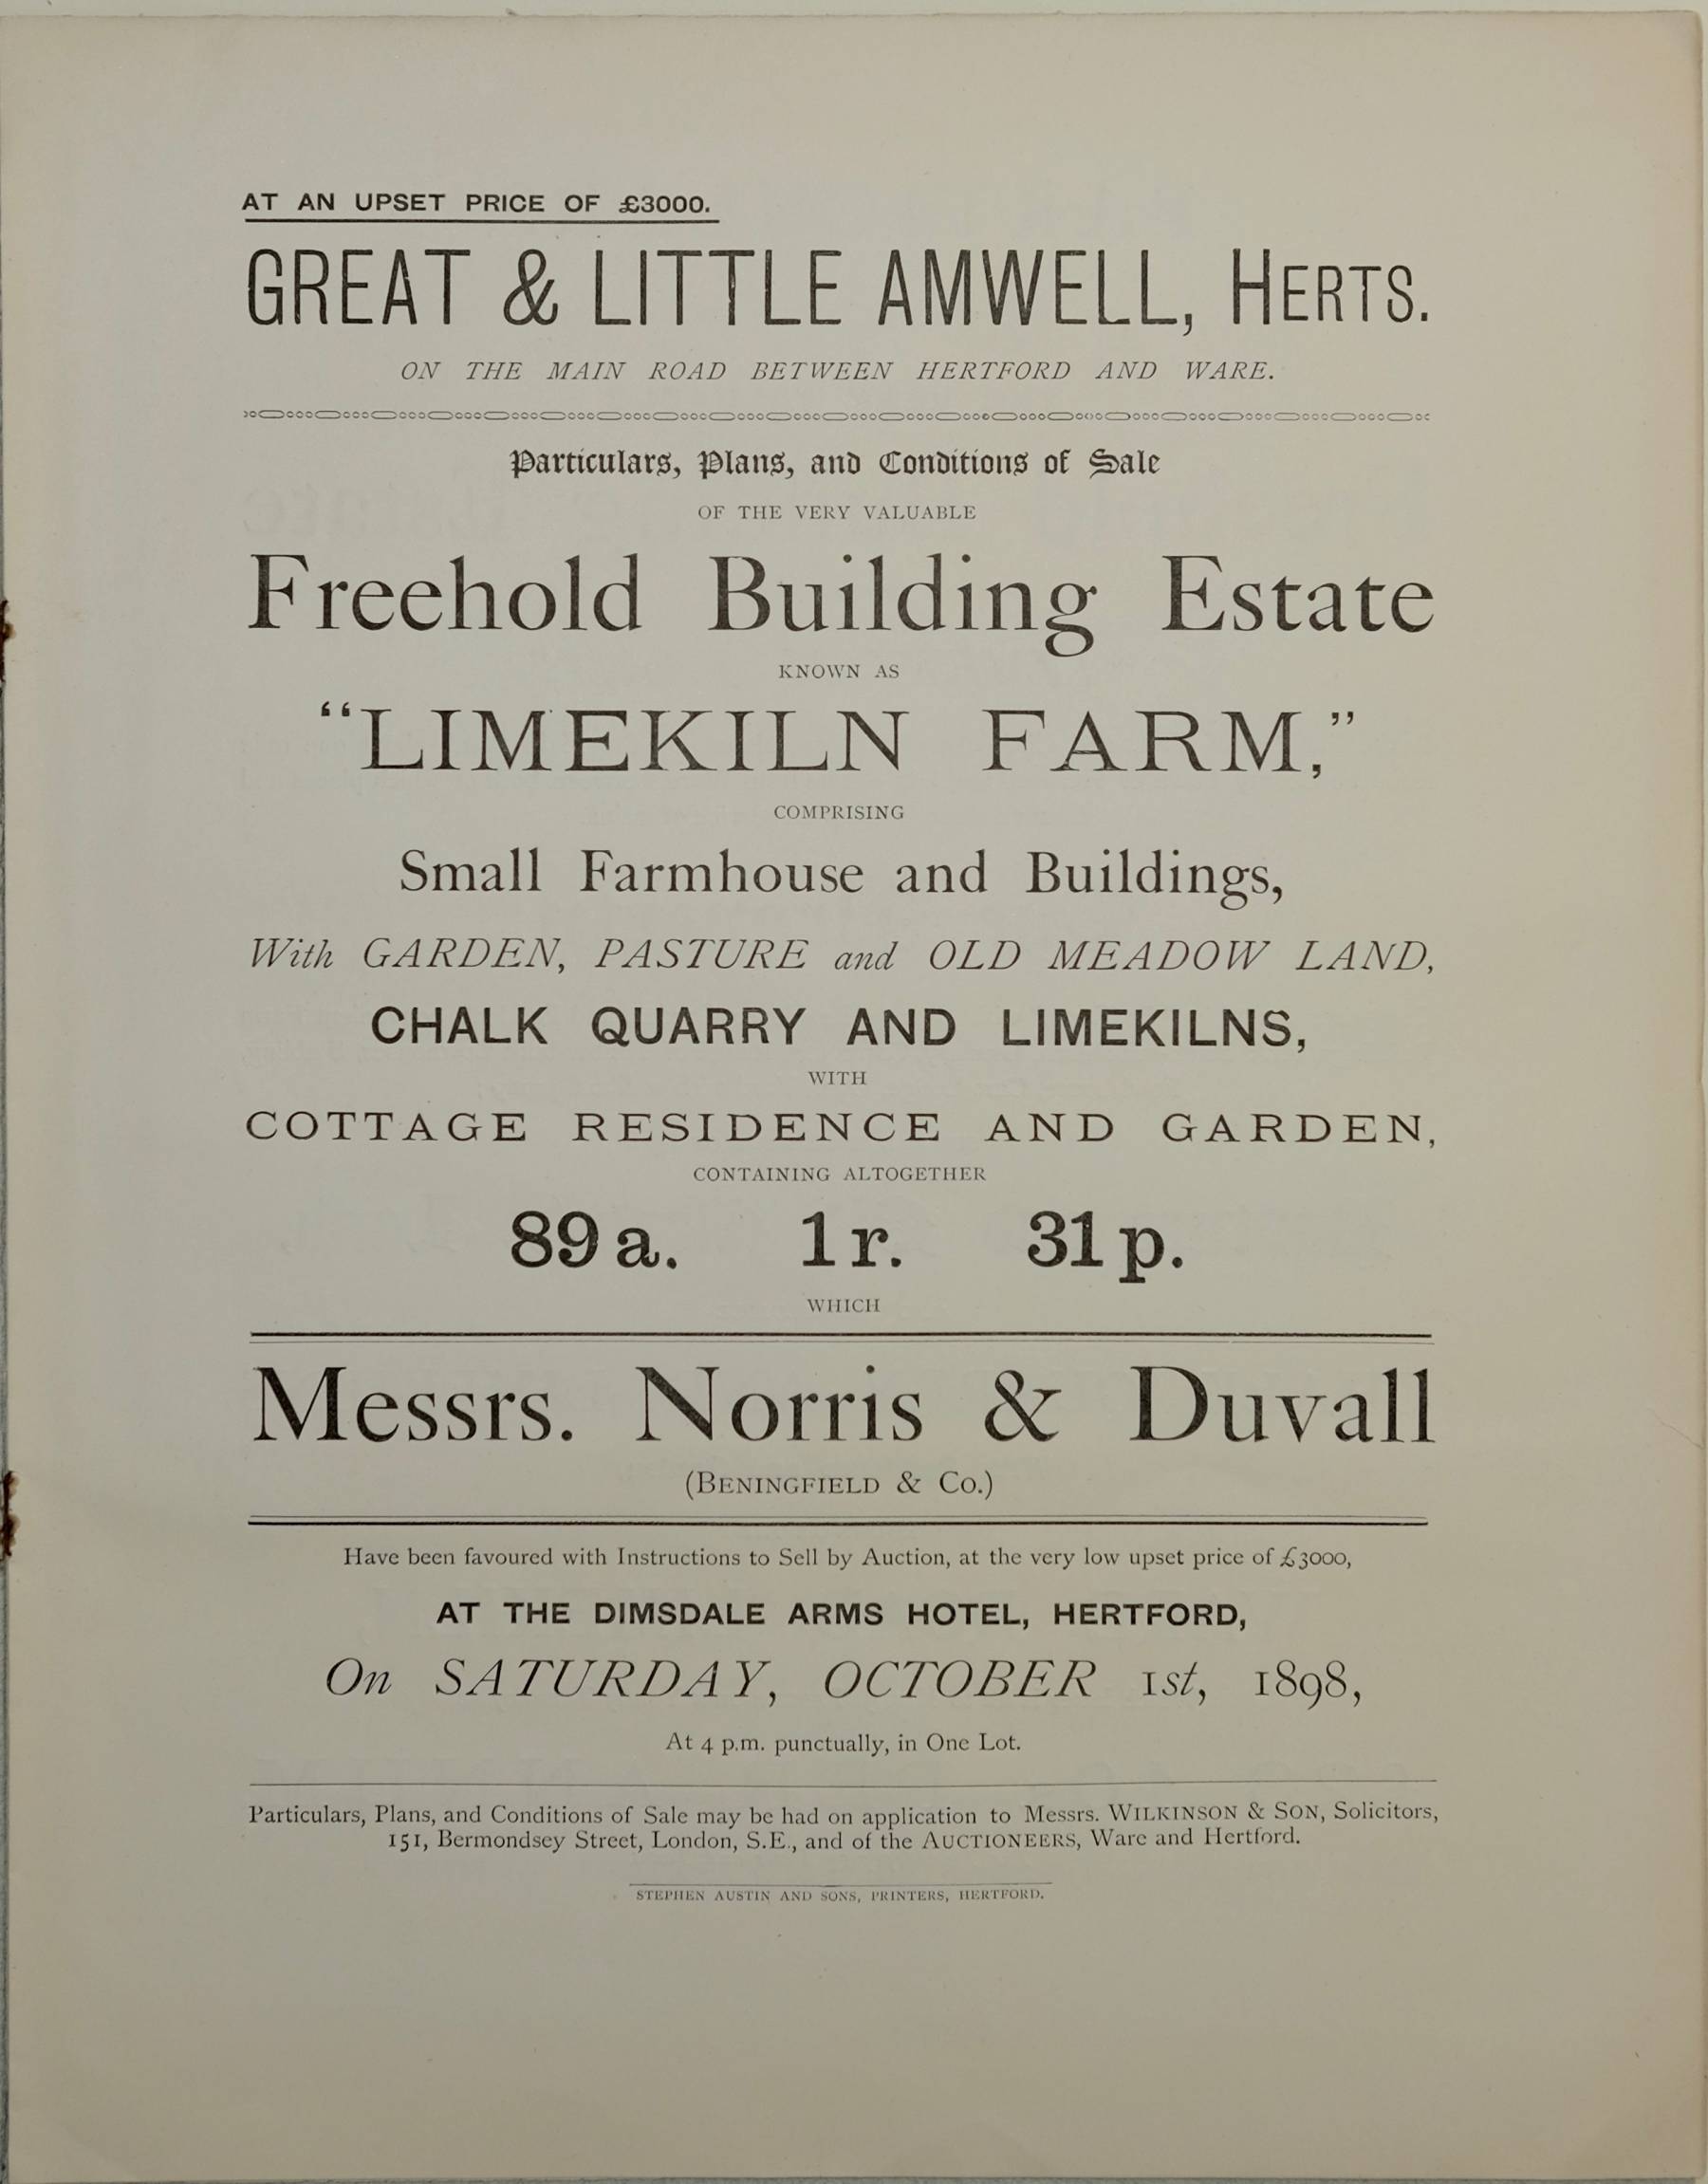 AT AN UPSET PRICE OF £3000.
GREAT & LITTLE AMWELL, HERTS.
ON THE MAIN ROAD BETWEEN HERTFORD AND WARE.
Particulars, Plans, and Conditions of Sale
OF THE VERY VALUABLE
Freehold Building Estate
KNOWN AS
“LIMEKILN FARM,”
COMPRISING
Small Farmhouse and Buildings,
With GARDEN, PASTURE and OLD MEADOW LAND,
CHALK QUARRY AND LIMEKILNS,
WITH
COTTAGE RESIDENCE AND GARDEN,
CONTAINING ALTOGETHER
89 a. 1 r. 31 p.
WHICH
Messrs. Norris & Duvall
(BENINGFIELD & Co.)
Have been favoured with Instructions to Sell by Auction, at the very low upset price of £3000,
AT THE DIMSDALE ARMS HOTEL, HERTFORD,
On SATURDAY, OCTOBER 1st, 1898,
At 4 p.m. punctually, in One Lot.
Particulars, Plans, and Conditions of Sale may be had on application to Messrs. WILKINSON & SON, Solicitors,
151, Bermondsey Street, London, S.E., and of the AUCTIONEERS, Ware and Hertford.
STEPHEN AUSTIN AND SONS, PRINTERS, HERTFORD.